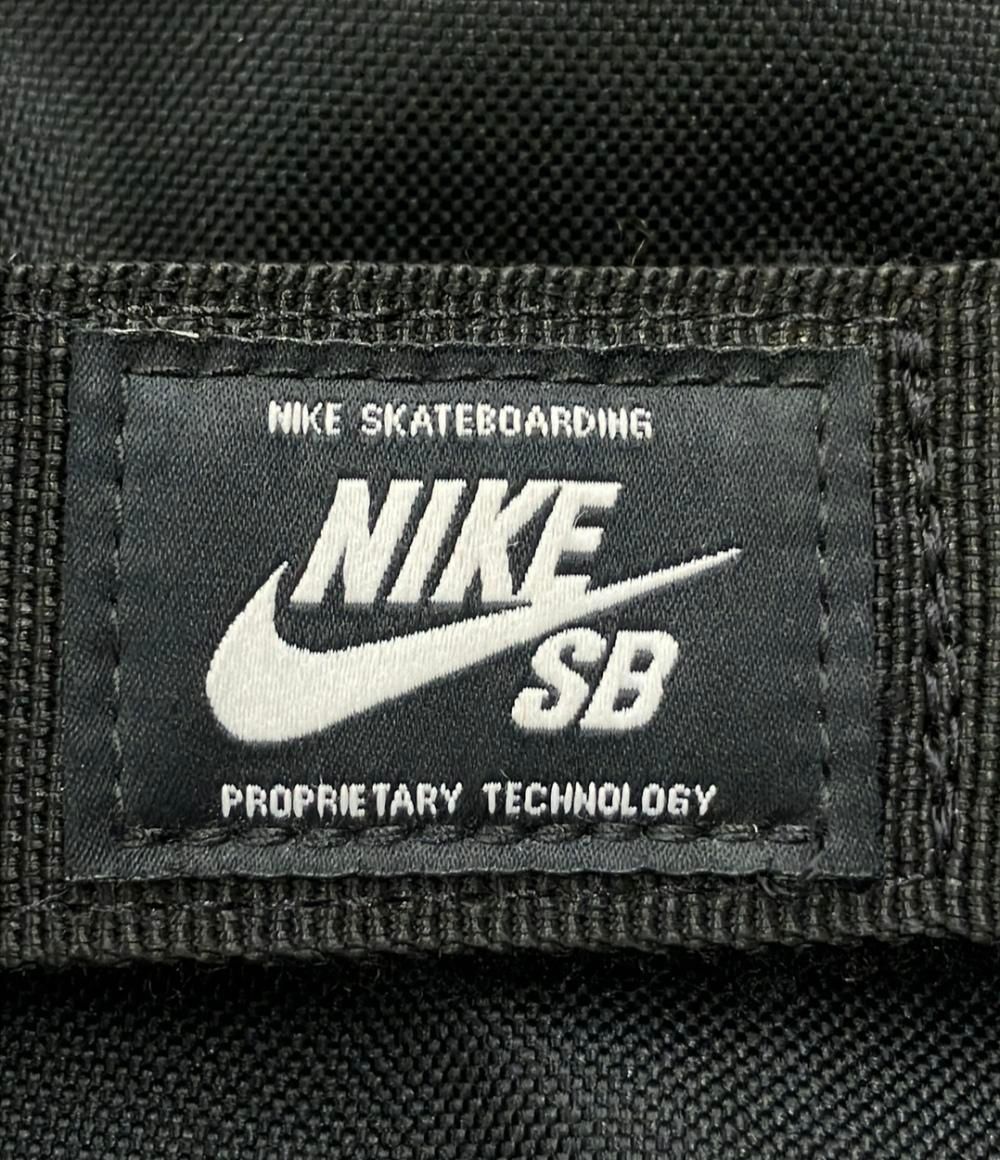 NIKE SKATEBOARDING
NIKE
SB
PROPRIETARY TECHNOLOGY